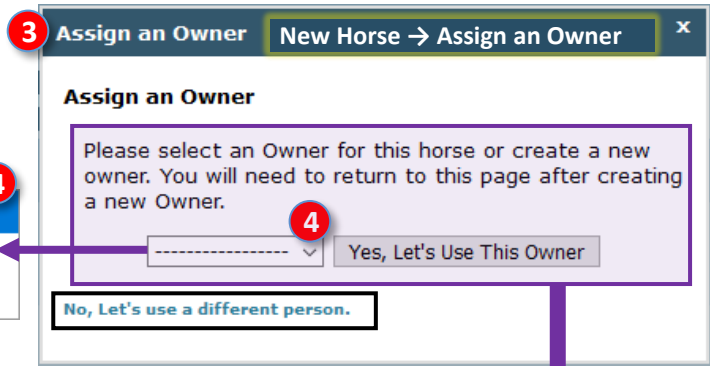 3 Assign an Owner New Horse → Assign an Owner x
Assign an Owner
Please select an Owner for this horse or create a new
owner. You will need to return to this page after creating
a new Owner.
4
4
----------------- Yes, Let's Use This Owner
No, Let's use a different person.